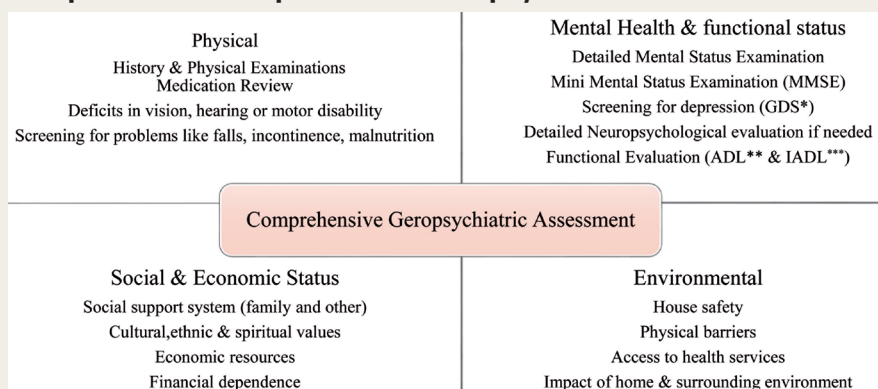 Physical
History & Physical Examinations
Medication Review
Deficits in vision, hearing or motor disability
Screening for problems like falls, incontinence, malnutrition
Mental Health & functional status
Detailed Mental Status Examination
Mini Mental Status Examination (MMSE)
Screening for depression (GDS*)
Detailed Neuropsychological evaluation if needed
Functional Evaluation (ADL** & IADL***)
Comprehensive Geropsychiatric Assessment
Social & Economic Status
Social support system (family and other)
Cultural,ethnic & spiritual values
Economic resources
Financial dependence
Environmental
House safety
Physical barriers
Access to health services
Impact of home & surrounding environment